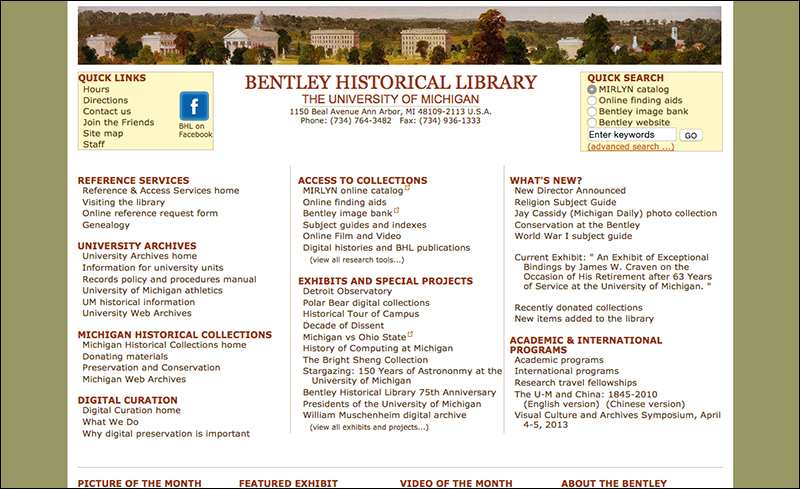 QUICK LINKS
Hours
Directions
Contact us
Join the Friends
Site map
Staff
f
BHL on
Facebook
BENTLEY HISTORICAL LIBRARY
THE UNIVERSITY OF MICHIGAN
1150 Beal Avenue Ann Arbor, MI 48109-2113 U.S.A.
Phone: (734) 764-3482 Fax: (734) 936-1333
QUICK SEARCH
MIRLYN catalog
Online finding aids
Bentley image bank
Bentley website
Enter keywords GO
(advanced search ...)
REFERENCE SERVICES
Reference & Access Services home
Visiting the library
Online reference request form
Genealogy
UNIVERSITY ARCHIVES
University Archives home
Information for university units
Records policy and procedures manual
University of Michigan athletics
UM historical information
University Web Archives
MICHIGAN HISTORICAL COLLECTIONS
Michigan Historical Collections home
Donating materials
Preservation and Conservation
Michigan Web Archives
DIGITAL CURATION
Digital Curation home
What We Do
Why digital preservation is important
ACCESS TO COLLECTIONS
MIRLYN online catalog
Online finding aids
Bentley image bank
Subject guides and indexes
Online Film and Video
Digital histories and BHL publications
(view all research tools...)
EXHIBITS AND SPECIAL PROJECTS
Detroit Observatory
Polar Bear digital collections
Historical Tour of Campus
Decade of Dissent
Michigan vs Ohio State
History of Computing at Michigan
The Bright Sheng Collection
Stargazing: 150 Years of Astronomy at the
University of Michigan
Bentley Historical Library 75th Anniversary
Presidents of the University of Michigan
William Muschenheim digital archive
(view all exhibits and projects...)
WHAT'S NEW?
New Director Announced
Religion Subject Guide
Jay Cassidy (Michigan Daily) photo collection
Conservation at the Bentley
World War I subject guide
Current Exhibit: " An Exhibit of Exceptional
Bindings by James W. Craven on the
Occasion of His Retirement after 63 Years
of Service at the University of Michigan. "
Recently donated collections
New items added to the library
ACADEMIC & INTERNATIONAL
PROGRAMS
Academic programs
International programs
Research travel fellowships
The U-M and China: 1845-2010
(English version) (Chinese version)
Visual Culture and Archives Symposium, April
4-5, 2013
PICTURE OF THE MONTH
FEATURED EXHIBIT
VIDEO OF THE MONTH
ABOUT THE BENTLEY